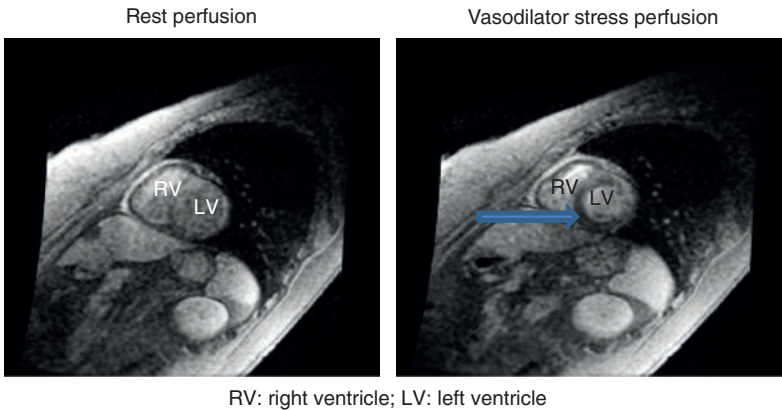 Rest perfusion
Vasodilator stress perfusion
RV
LV
RV
LV
RV: right ventricle; LV: left ventricle